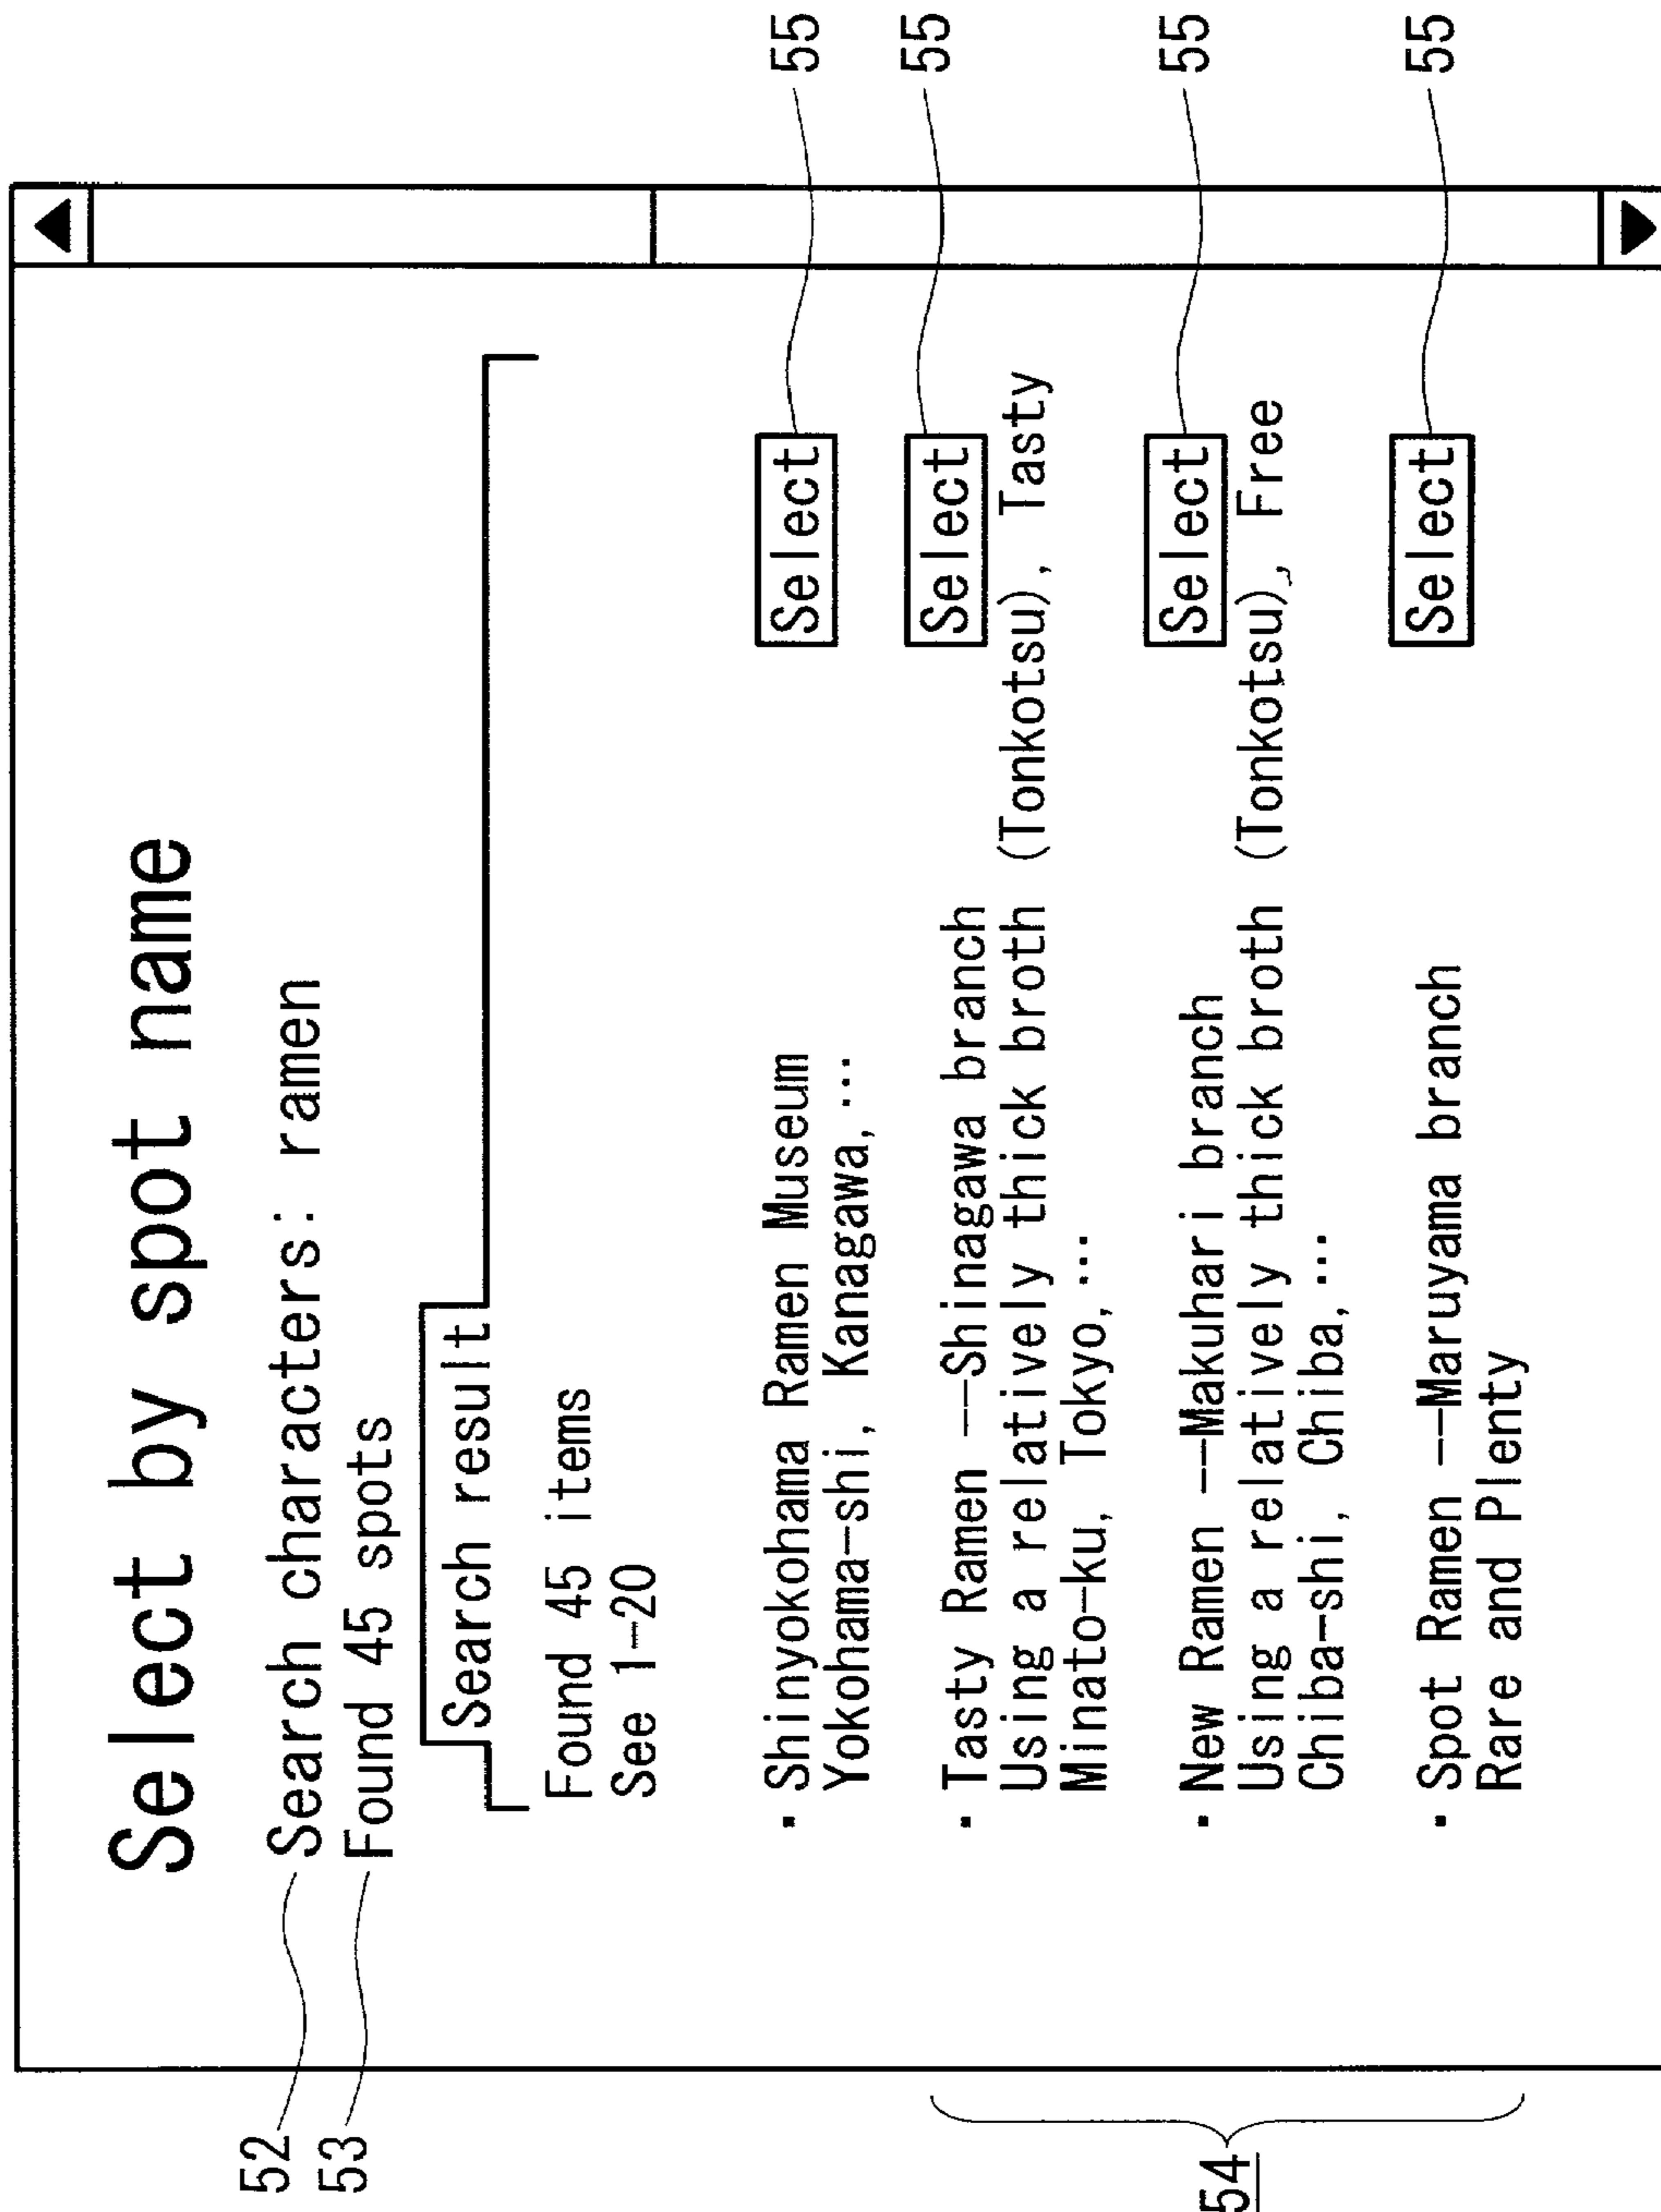 Select by spot name
52
Search characters: ramen
53
Found 45 spots
Search result
Found 45 items
See 1-20
· Shinyokohama Ramen Museum
Select
55
Yokohama-shi, Kanagawa,...
· Tasty Ramen --Shinagawa branch
Select
55
Using a relatively thick broth (Tonkotsu), Tasty
Minato-ku, Tokyo,...
· New Ramen --Makuhari branch
Select
55
Using a relatively thick broth (Tonkotsu), Free
Chiba-shi, Chiba,...
· Spot Ramen --Maruyama branch
Select
55
Rare and Plenty
54